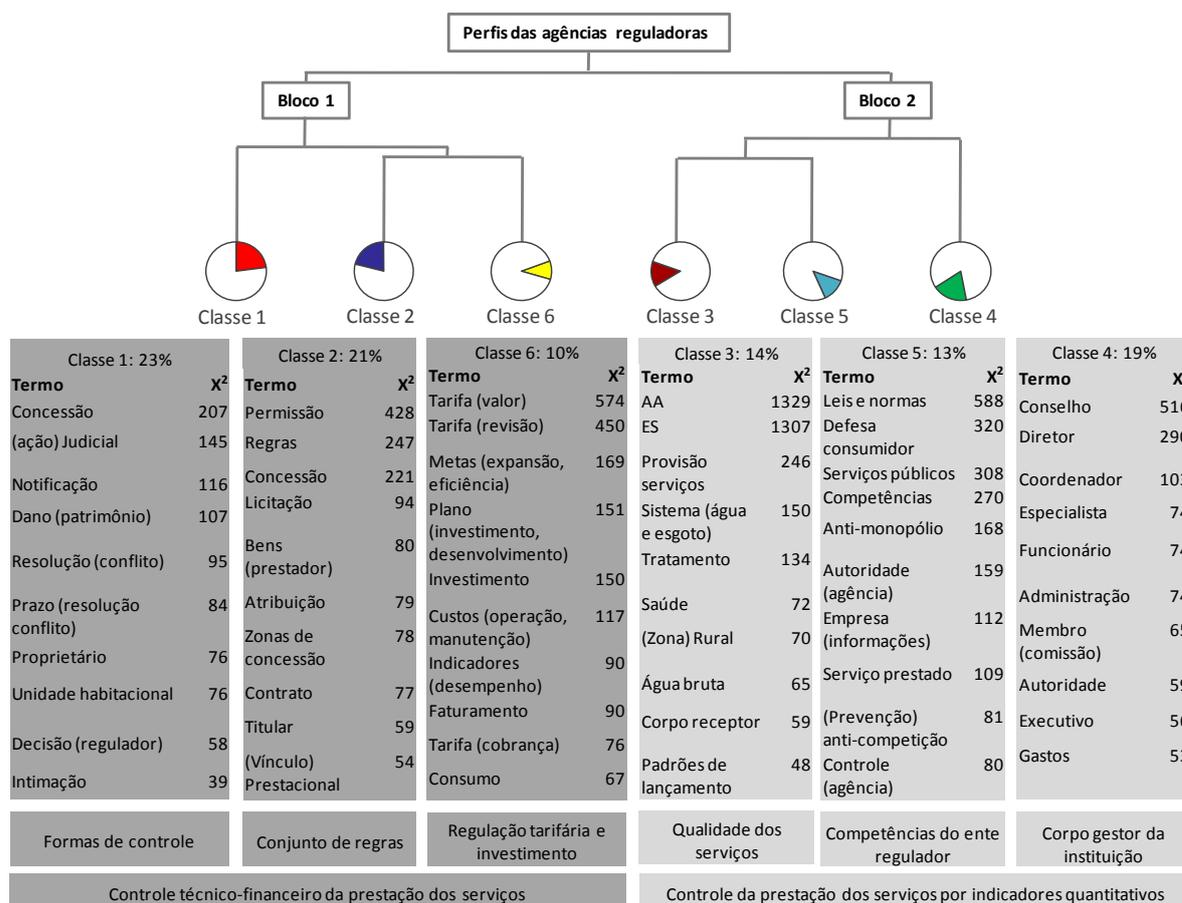 Perfis das agências reguladoras
Bloco 1
Bloco 2
Classe 1
Classe 2
Classe 6
Classe 3
Classe 5
Classe 4
Classe 1: 23%
Termo X²
Concessão 207
(ação) Judicial 145
Notificação 116
Dano (patrimônio) 107
Resolução (conflito) 95
Prazo (resolução 84
conflito)
Proprietário 76
Unidade habitacional 76
Decisão (regulador) 58
Intimação 39
Formas de controle
Classe 2: 21%
Termo X²
Permissão 428
Regras 247
Concessão 221
Licitação 94
Bens 80
(prestador)
Atribuição 79
Zonas de 78
concessão
Contrato 77
Titular 59
(Vínculo) 54
Prestacional
Conjunto de regras
Classe 6: 10%
Termo X²
Tarifa (valor) 574
Tarifa (revisão) 450
Metas (expansão, 169
eficiência)
Plano 151
(investimento,
desenvolvimento)
Investimento 150
Custos (operação, 117
manutenção)
Indicadores 90
(desempenho)
Faturamento 90
Tarifa (cobrança) 76
Consumo 67
Regulação tarifária e
investimento
Controle técnico-financeiro da prestação dos serviços
Classe 3: 14%
Termo X²
AA 1329
ES 1307
Provisão 246
serviços
Sistema (água 150
e esgoto)
Tratamento 134
Saúde 72
(Zona) Rural 70
Água bruta 65
Corpo receptor 59
Padrões de 48
lançamento
Qualidade dos
serviços
Classe 5: 13%
Termo X²
Leis e normas 588
Defesa 320
consumidor
Serviços públicos 308
Competências 270
Anti-monopólio 168
Autoridade 159
(agência)
Empresa 112
(informações)
Serviço prestado 109
(Prevenção) 81
anti-competição
Controle 80
(agência)
Competências do ente
regulador
Classe 4: 19%
Termo X
Conselho
Diretor
Coordenador
Especialista
Funcionário
Administração
Membro
(comissão)
Autoridade
Executivo
Gastos
Corpo gestor da
instituição
Controle da prestação dos serviços por indicadores quantitativos